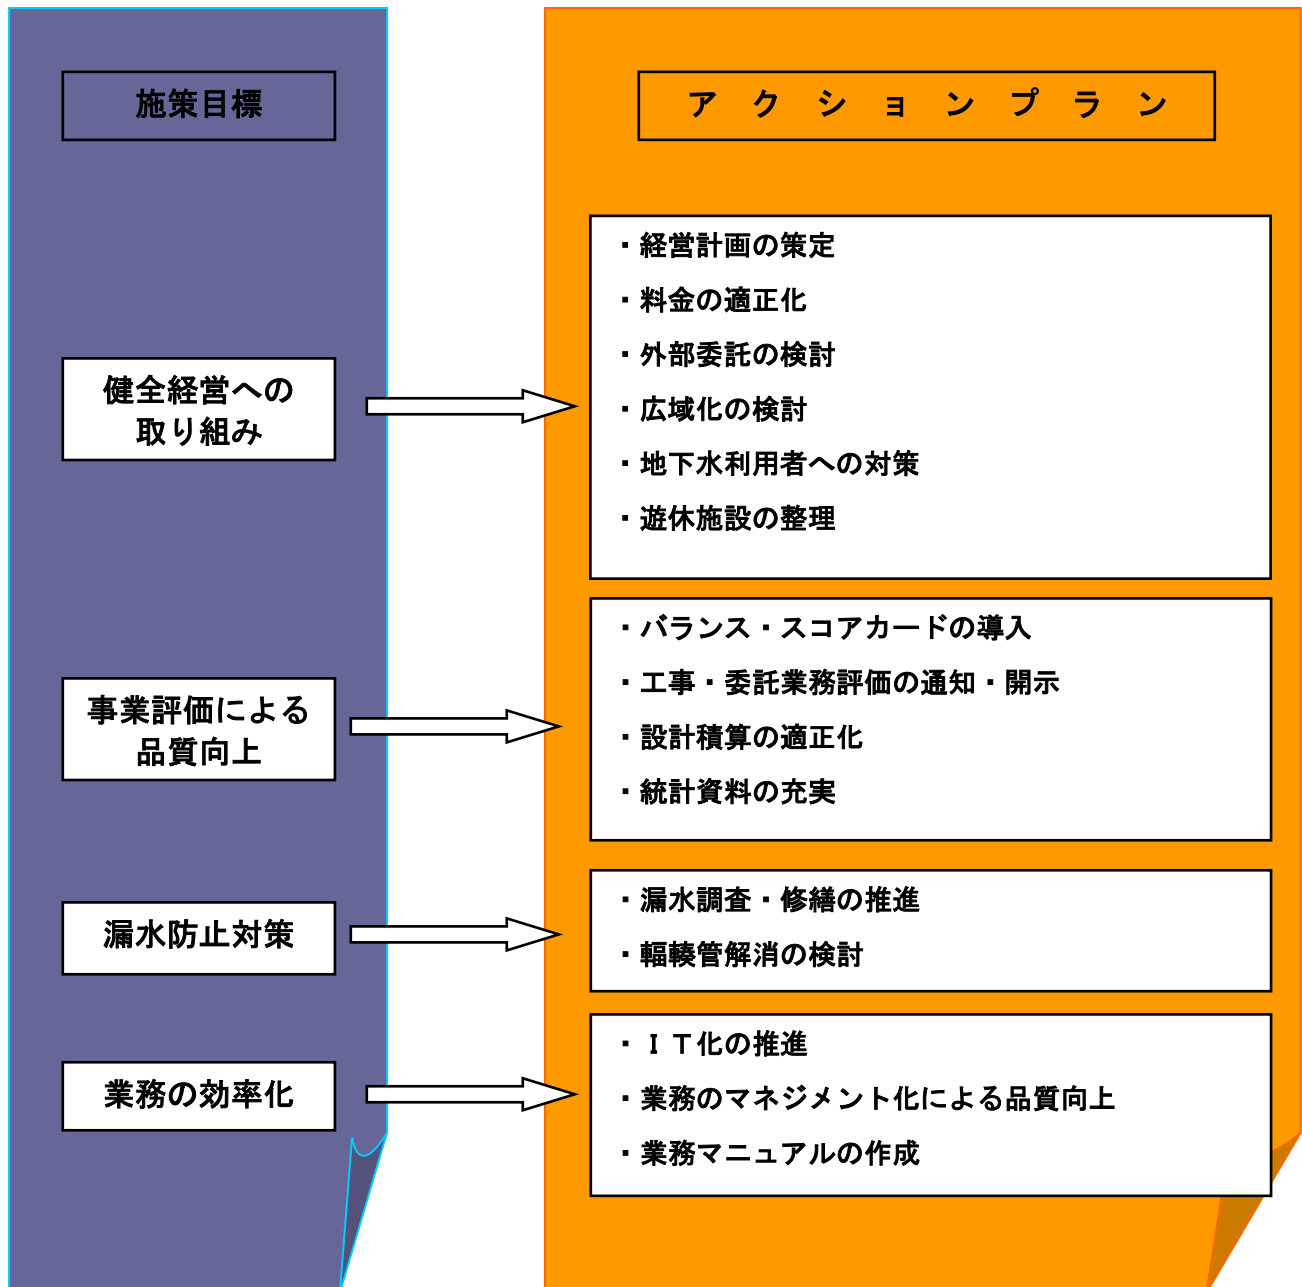 施策目標
アクションプラン
健全経営への
取り組み
・経営計画の策定
・料金の適正化
・外部委託の検討
・広域化の検討
・地下水利用者への対策
・遊休施設の整理
事業評価による
品質向上
・バランス・スコアカードの導入
・工事・委託業務評価の通知・開示
・設計積算の適正化
・統計資料の充実
漏水防止対策
・漏水調査・修繕の推進
・輻輳管解消の検討
業務の効率化
・ＩＴ化の推進
・業務のマネジメント化による品質向上
・業務マニュアルの作成